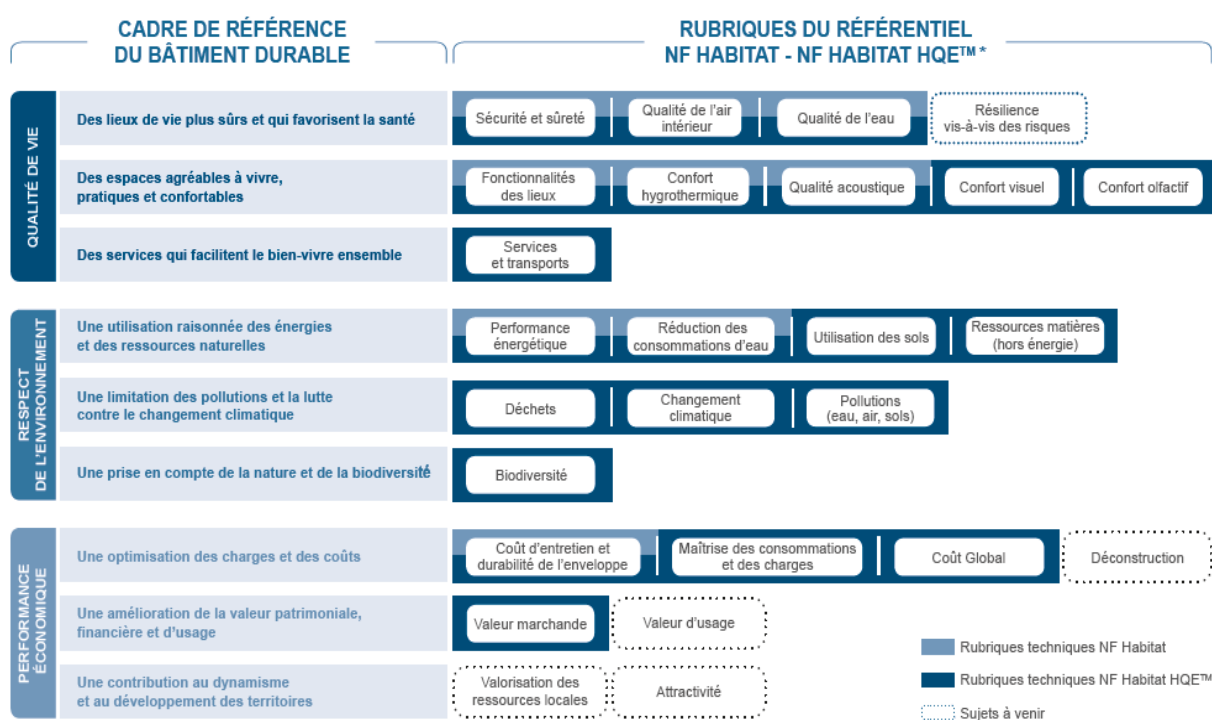 CADRE DE RÉFÉRENCE
DU BÂTIMENT DURABLE
RUBRIQUES DU RÉFÉRENTIEL
NF HABITAT - NF HABITAT HQE™ *
QUALITÉ DE VIE
Des lieux de vie plus sûrs et qui favorisent la santé
Sécurité et sûreté
Qualité de l'air
intérieur
Qualité de l'eau
Résilience
vis-à-vis des risques
Des espaces agréables à vivre,
pratiques et confortables
Fonctionnalités
des lieux
Confort
hygrothermique
Qualité acoustique
Confort visuel
Confort olfactif
Des services qui facilitent le bien-vivre ensemble
Services
et transports
RESPECT
DE L'ENVIRONNEMENT
Une utilisation raisonnée des énergies
et des ressources naturelles
Performance
énergétique
Réduction des
consommations d'eau
Utilisation des sols
Ressources matières
(hors énergie)
Une limitation des pollutions et la lutte
contre le changement climatique
Déchets
Changement
climatique
Pollutions
(eau, air, sols)
Une prise en compte de la nature et de la biodiversité
Biodiversité
PERFORMANCE
ÉCONOMIQUE
Une optimisation des charges et des coûts
Coût d'entretien et
durabilité de l'enveloppe
Maîtrise des consommations
et des charges
Coût Global
Déconstruction
Une amélioration de la valeur patrimoniale,
financière et d'usage
Valeur marchande
Valeur d'usage
Une contribution au dynamisme
et au développement des territoires
Valorisation des
ressources locales
Attractivité
Rubriques techniques NF Habitat
Rubriques techniques NF Habitat HQE™
Sujets à venir